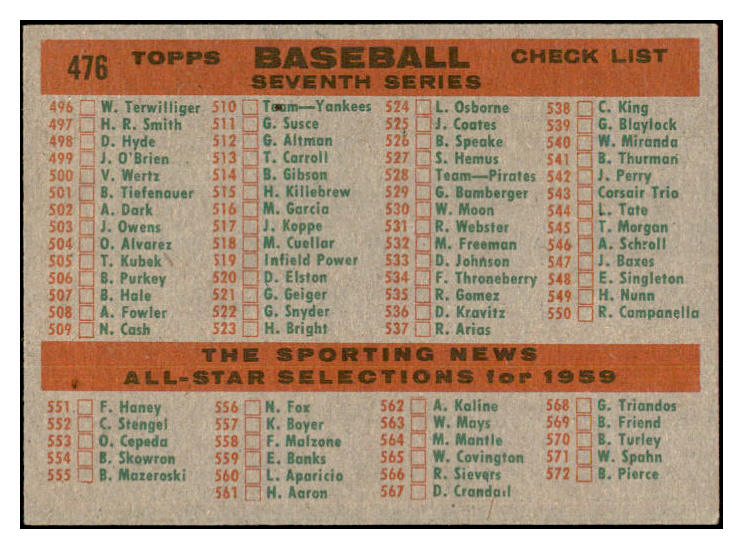 476 TOPPS BASEBALL CHECK LIST
SEVENTH SERIES
496 W. Terwilliger
497 H. R. Smith
498 D. Hyde
499 J. O'Brien
500 V. Wertz
501 B. Tiefenauer
502 A. Dark
503 J. Owens
504 O. Alvarez
505 T. Kubek
506 B. Purkey
507 B. Hale
508 A. Fowler
509 N. Cash
510 Team—Yankees
511 G. Susce
512 G. Altman
513 T. Carroll
514 B. Gibson
515 H. Killebrew
516 M. Garcia
517 J. Koppe
518 M. Cuellar
519 Infield Power
520 D. Elston
521 G. Geiger
522 G. Snyder
523 H. Bright
524 L. Osborne
525 J. Coates
526 B. Speake
527 S. Hemus
528 Team—Pirates
529 G. Bamberger
530 W. Moon
531 R. Webster
532 M. Freeman
533 D. Johnson
534 F. Throneberry
535 R. Gomez
536 D. Kravitz
537 R. Arias
538 C. King
539 G. Blaylock
540 W. Miranda
541 B. Thurman
542 J. Perry
543 Corsair Trio
544 L. Tate
545 T. Morgan
546 A. Schroll
547 J. Baxes
548 E. Singleton
549 H. Nunn
550 R. Campanella
THE SPORTING NEWS
ALL-STAR SELECTIONS for 1959
551 F. Haney
552 C. Stengel
553 O. Cepeda
554 B. Skowron
555 B. Mazeroski
556 N. Fox
557 K. Boyer
558 F. Malzone
559 E. Banks
560 L. Aparicio
561 H. Aaron
562 A. Kaline
563 W. Mays
564 M. Mantle
565 W. Covington
566 R. Sievers
567 D. Crandall
568 G. Triandos
569 B. Friend
570 B. Turley
571 W. Spahn
572 B. Pierce